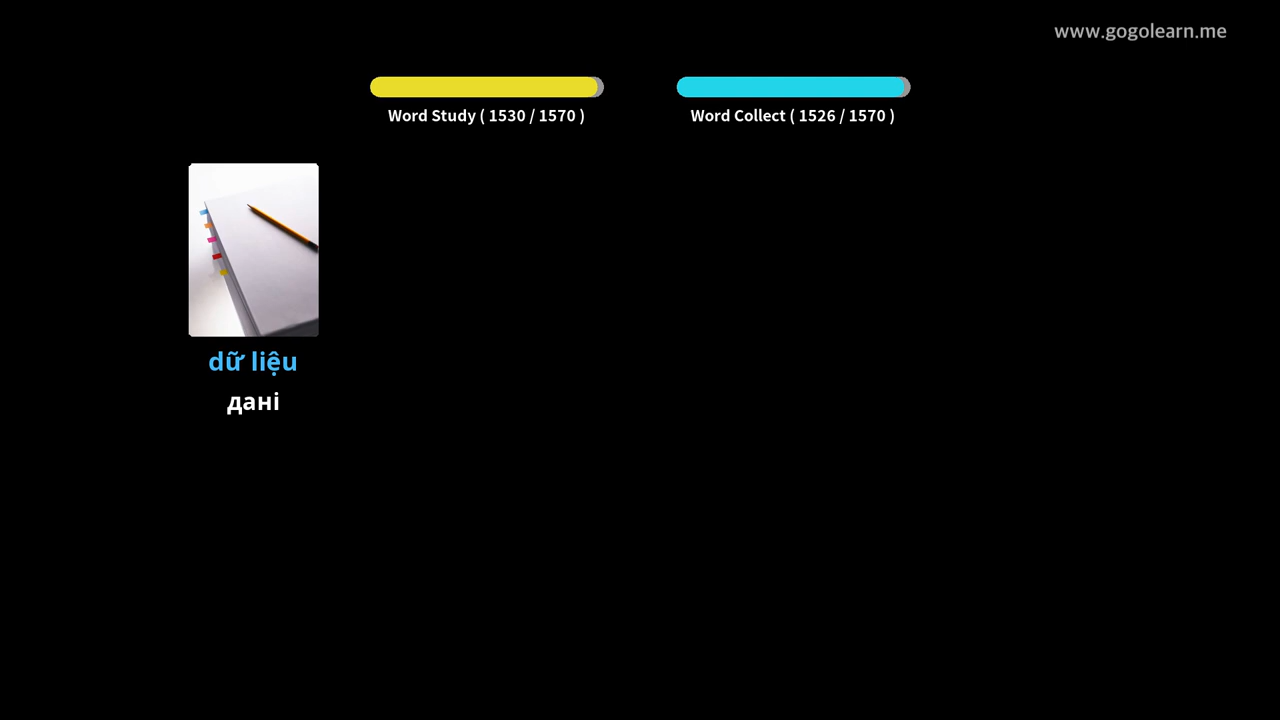 www.gogolearn.me
Word Study ( 1530 / 1570 )
Word Collect ( 1526 / 1570 )
dữ liệu
дані